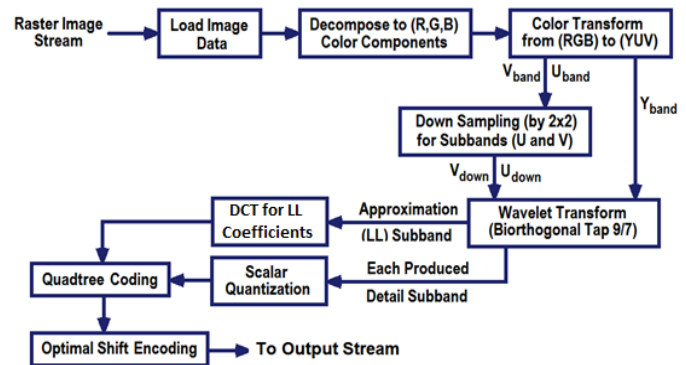 Raster Image
Stream
Load Image
Data
Decompose to (R,G,B)
Color Components
Color Transform
from (RGB) to (YUV)
Vband Uband
Yband
Down Sampling (by 2x2)
for Subbands (U and V)
Vdown Udown
DCT for LL
Coefficients
Approximation
(LL) Subband
Wavelet Transform
(Biorthogonal Tap 9/7)
Quadtree Coding
Scalar
Quantization
Each Produced
Detail Subband
Optimal Shift Encoding
To Output Stream